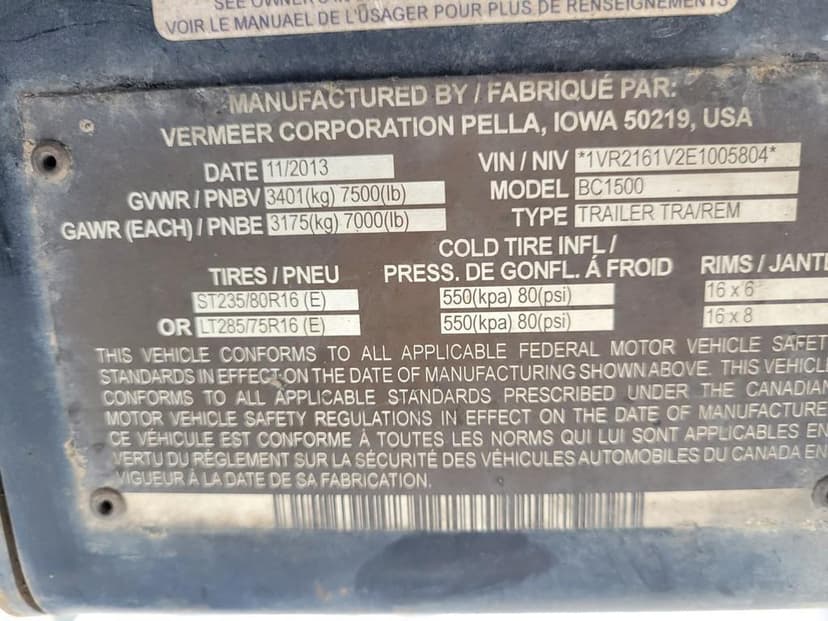 SEE OWNER'S
VOIR LE MANUAEL DE L'USAGER POUR PLUS DE RENSEIGNEMENTS
MANUFACTURED BY / FABRIQUÉ PAR:
VERMEER CORPORATION PELLA, IOWA 50219, USA
DATE 11/2013 VIN / NIV *1VR2161V2E1005804*
GVWR / PNBV 3401(kg) 7500(lb) MODEL BC1500
GAWR (EACH) / PNBE 3175(kg) 7000(lb) TYPE TRAILER TRA/REM
COLD TIRE INFL /
TIRES / PNEU PRESS. DE GONFL. Á FROID RIMS / JANTE
ST235/80R16 (E) 550(kpa) 80(psi) 16 x 6
OR LT285/75R16 (E) 550(kpa) 80(psi) 16 x 8
THIS VEHICLE CONFORMS TO ALL APPLICABLE FEDERAL MOTOR VEHICLE SAFET
STANDARDS IN EFFECT ON THE DATE OF MANUFACTURING SHOWN ABOVE. THIS VEHICL
CONFORMS TO ALL APPLICABLE STANDARDS PRESCRIBED UNDER THE CANADIAN
MOTOR VEHICLE SAFETY REGULATIONS IN EFFECT ON THE DATE OF MANUFACTURE
CE VÉHICULE EST CONFORME À TOUTES LES NORMS QUI LUI SONT APPLICABLES EN
VERTU DU RÉGLEMENT SUR LA SÉCURITÉ DES VÉHICULES AUTOMOBILES DU CANADA EN
VIGUEUR À LA DATE DE SA FABRICATION.